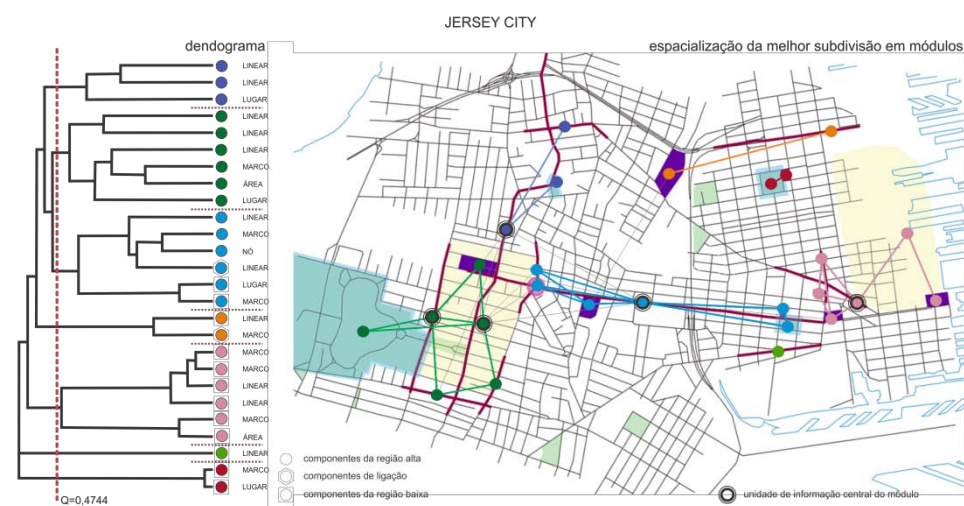 JERSEY CITY
dendograma
espacialização da melhor subdivisão em módulos
LINEAR
LINEAR
LUGAR
LINEAR
LINEAR
LINEAR
MARCO
ÁREA
LUGAR
LINEAR
MARCO
NÓ
LINEAR
LUGAR
MARCO
LINEAR
MARCO
MARCO
MARCO
LINEAR
LINEAR
MARCO
ÁREA
LINEAR
MARCO
LUGAR
Q=0,4744
componentes da região alta
componentes de ligação
componentes da região baixa
unidade de informação central do módulo